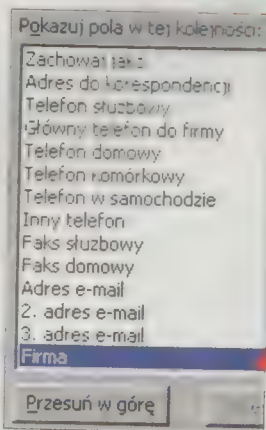 Pokazuj pola w tej kolejności:
Zachowaj jako
Adres do korespondencji
Telefon służbowy
Główny telefon do firmy
Telefon domowy
Telefon komórkowy
Telefon w samochodzie
Inny telefon
Faks służbowy
Faks domowy
Adres e-mail
2. adres e-mail
3. adres e-mail
Firma
Przesuń w górę